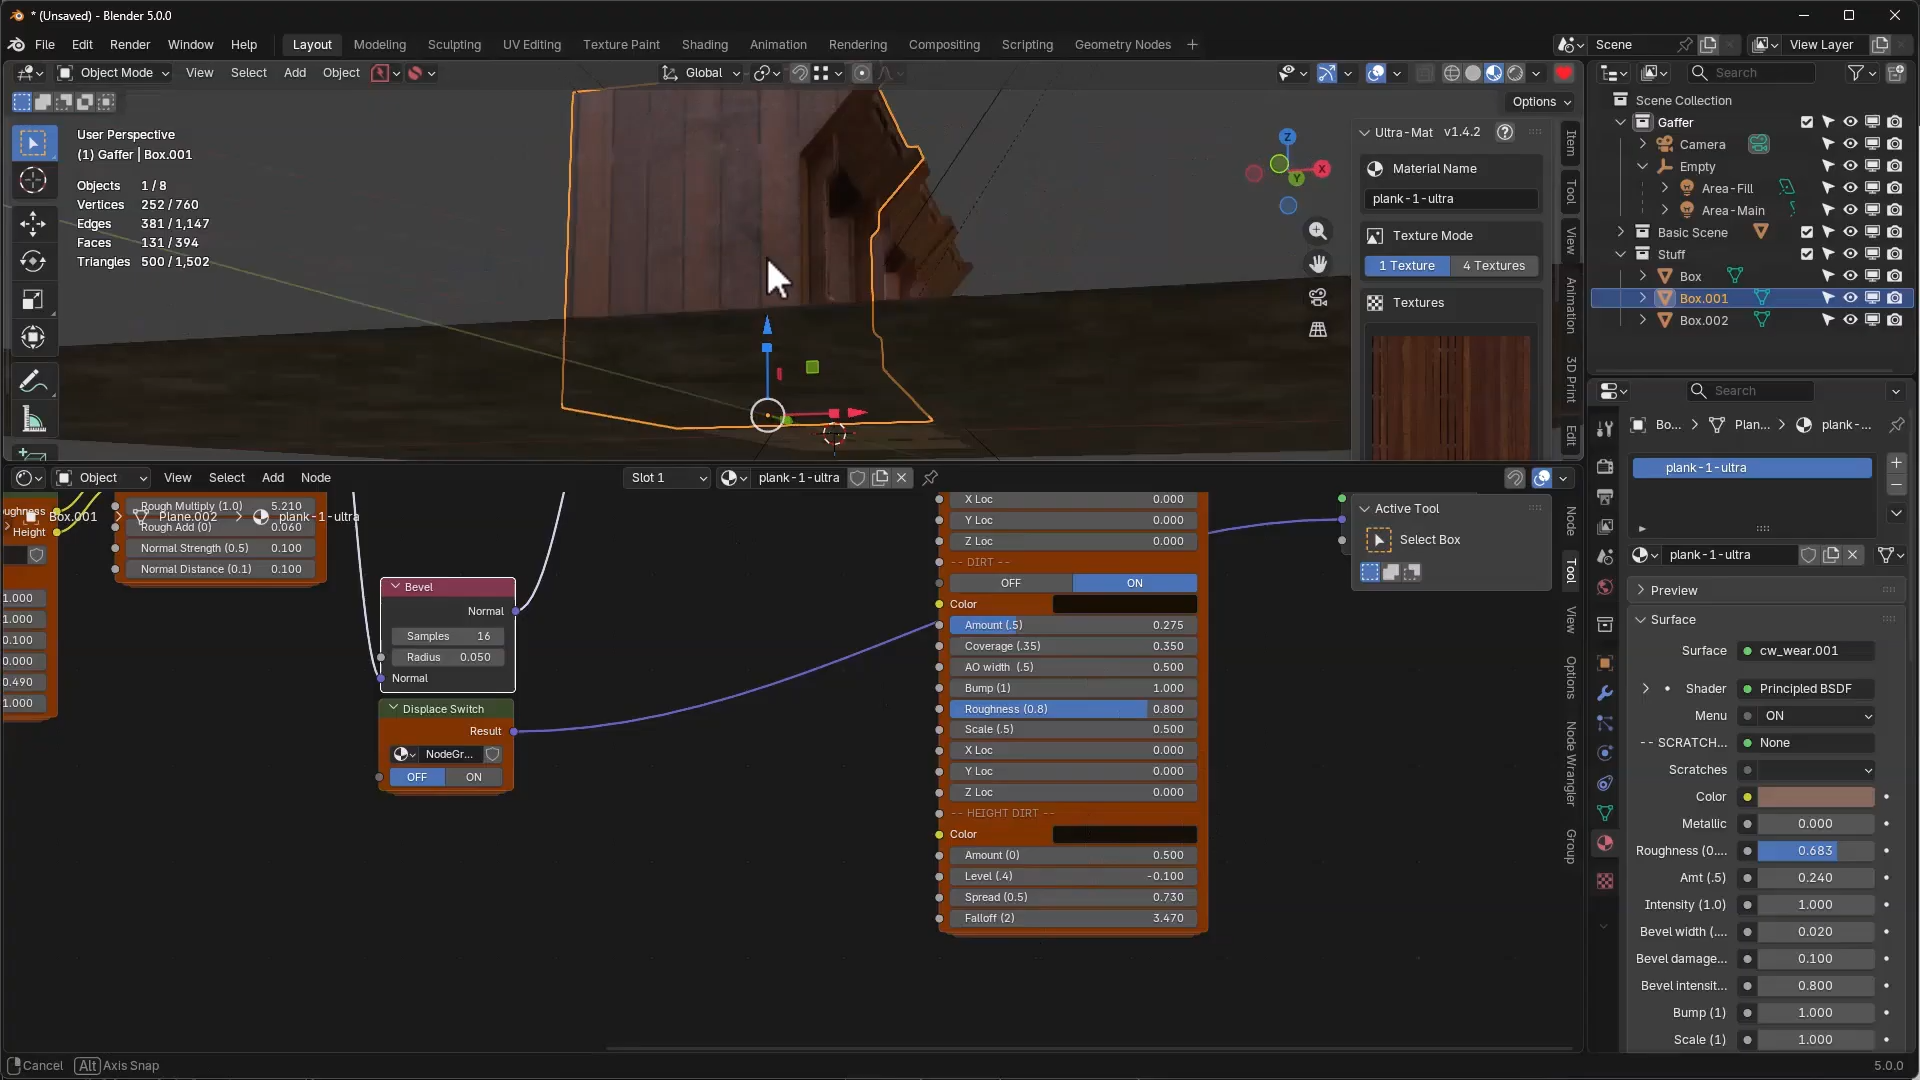 * (Unsaved) - Blender 5.0.0
File Edit Render Window Help
Layout Modeling Sculpting UV Editing Texture Paint Shading Animation Rendering Compositing Scripting Geometry Nodes
Scene
View Layer
Object Mode View Select Add Object
Global
Options
User Perspective
(1) Gaffer | Box.001
Objects 1 / 8
Vertices 252 / 760
Edges 381 / 1,147
Faces 131 / 394
Triangles 500 / 1,502
Z
X
Y
Ultra-Mat v1.4.2
Material Name
plank-1-ultra
Texture Mode
1 Texture 4 Textures
Textures
Item
Tool
View
Animation
3D Print
Edit
Search
Scene Collection
Gaffer
Camera
Empty
Area-Fill
Area-Main
Basic Scene
Stuff
Box
Box.001
Box.002
Object View Select Add Node
Slot 1
plank-1-ultra
Box.001 Plane.002 plank-1-ultra
Height
1.000
1.000
0.100
0.000
0.490
1.000
Rough Multiply (1.0) 5.210
Rough Add (0) 0.060
Normal Strength (0.5) 0.100
Normal Distance (0.1) 0.100
Bevel
Normal
Samples 16
Radius 0.050
Normal
Displace Switch
Result
NodeGr...
OFF ON
X Loc 0.000
Y Loc 0.000
Z Loc 0.000
-- DIRT --
OFF ON
Color
Amount (.5) 0.275
Coverage (.35) 0.350
AO width (.5) 0.500
Bump (1) 1.000
Roughness (0.8) 0.800
Scale (.5) 0.500
X Loc 0.000
Y Loc 0.000
Z Loc 0.000
-- HEIGHT DIRT --
Color
Amount (0) 0.500
Level (.4) -0.100
Spread (0.5) 0.730
Falloff (2) 3.470
Active Tool
Select Box
Node
Tool
View
Options
Node Wrangler
Group
Search
Bo... Plan... plank-...
plank-1-ultra
plank-1-ultra
Preview
Surface
Surface cw_wear.001
Shader Principled BSDF
Menu ON
-- SCRATCH... None
Scratches
Color
Metallic 0.000
Roughness (0.... 0.683
Amt (.5) 0.240
Intensity (1.0) 1.000
Bevel width (.... 0.020
Bevel damage... 0.100
Bevel intensit... 0.800
Bump (1) 1.000
Scale (1) 1.000
Cancel Alt Axis Snap
5.0.0